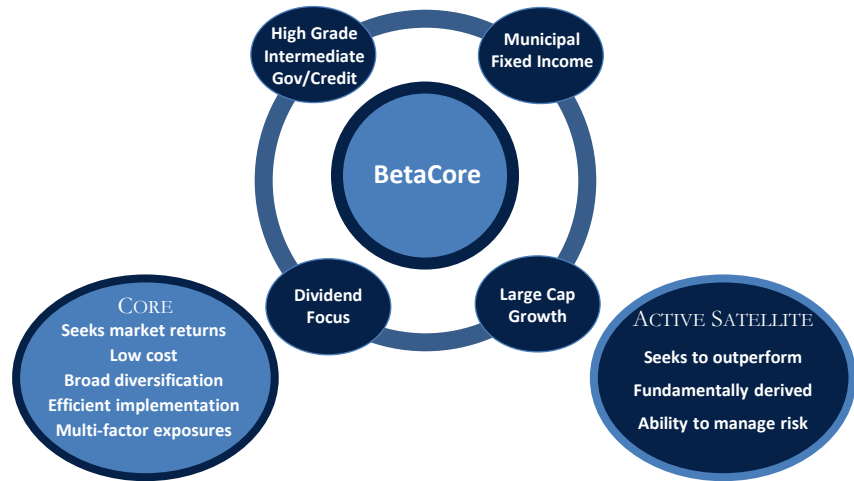 High Grade
Intermediate
Gov/Credit
Municipal
Fixed Income
BetaCore
Dividend
Focus
Large Cap
Growth
CORE
Seeks market returns
Low cost
Broad diversification
Efficient implementation
Multi-factor exposures
ACTIVE SATELLITE
Seeks to outperform
Fundamentally derived
Ability to manage risk